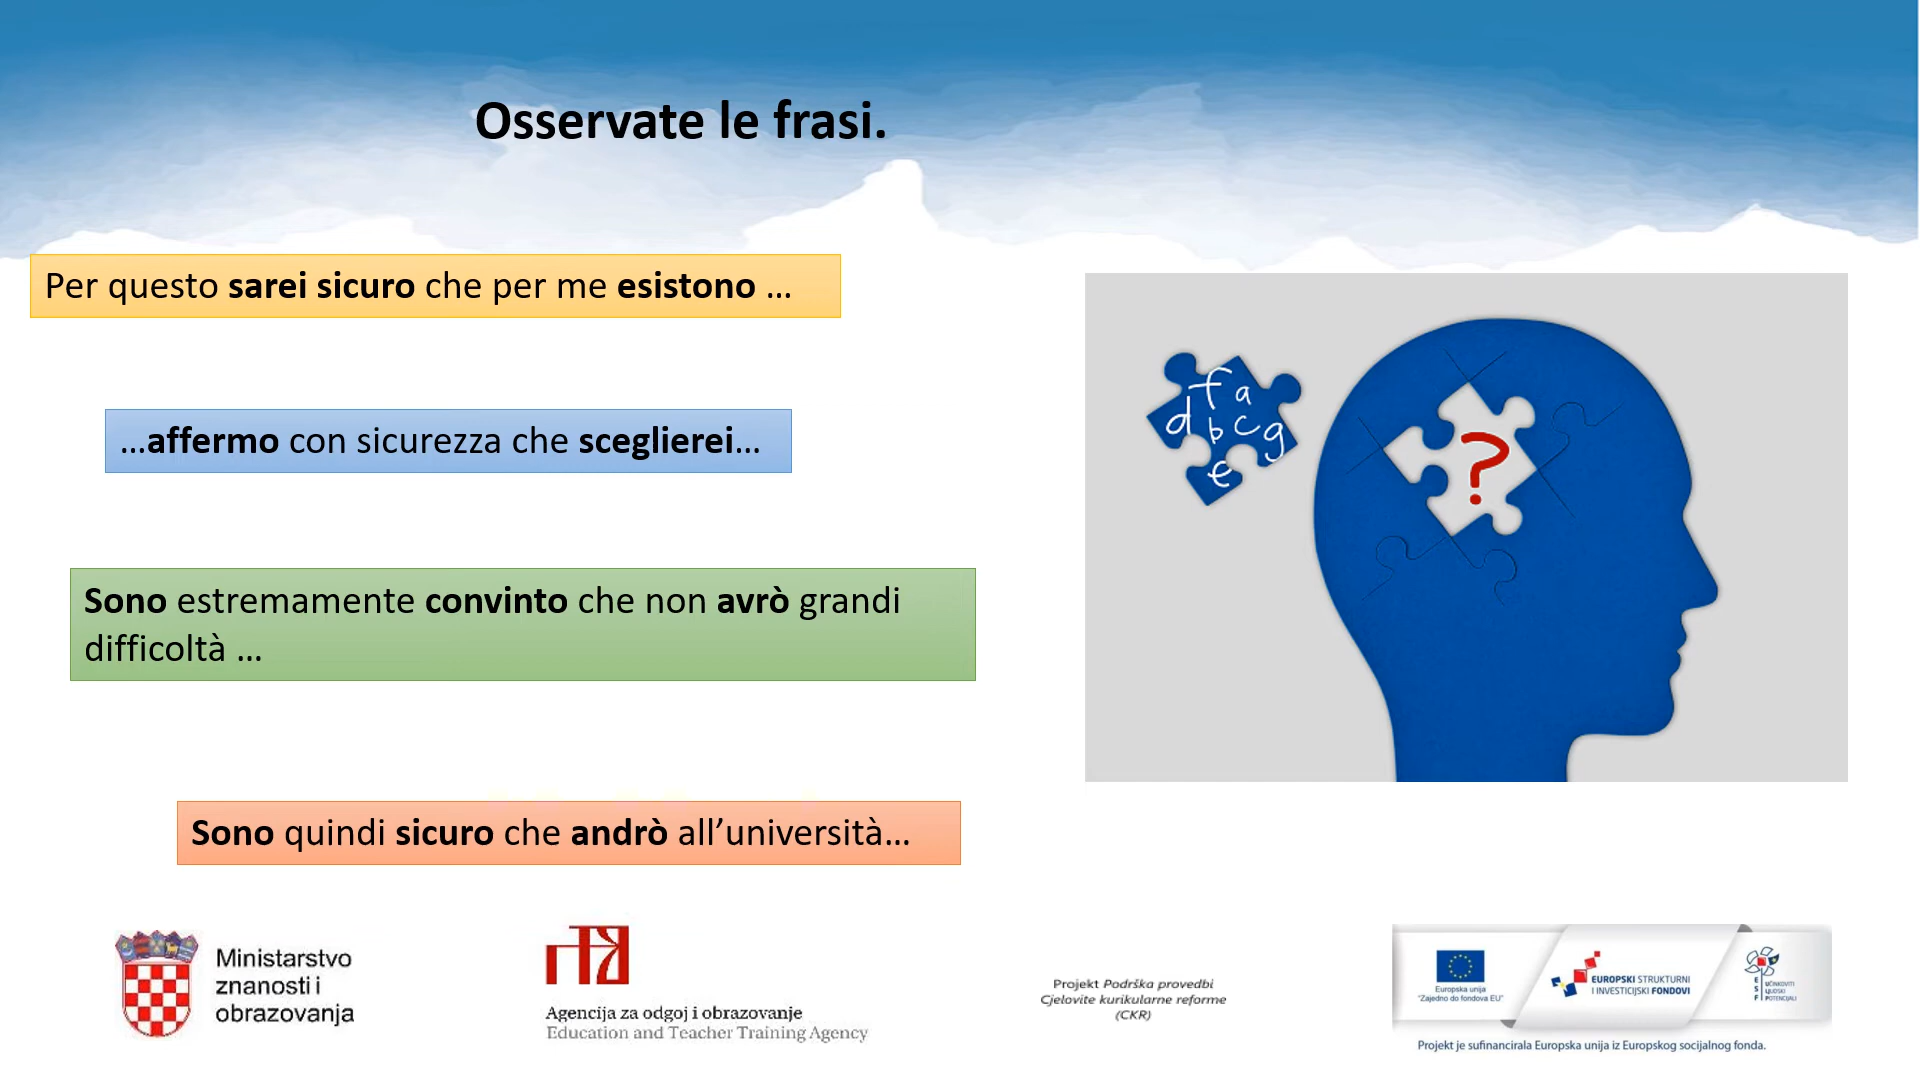 Osservate le frasi.
Per questo sarei sicuro che per me esistono …
…affermo con sicurezza che sceglierei…
Sono estremamente convinto che non avrò grandi
difficoltà …
Sono quindi sicuro che andrò all’università…
f a
d b c g
e
?
Ministarstvo
znanosti i
obrazovanja
Agencija za odgoj i obrazovanje
Education and Teacher Training Agency
Projekt Podrška provedbi
Cjelovite kurikularne reforme
(CKR)
Europska unija
"Zajedno do fondova EU"
EUROPSKI STRUKTURNI
I INVESTICIJSKI FONDOVI
ESF
UČINKOVITI
LJUDSKI
POTENCIJALI
Projekt je sufinancirala Europska unija iz Europskog socijalnog fonda.